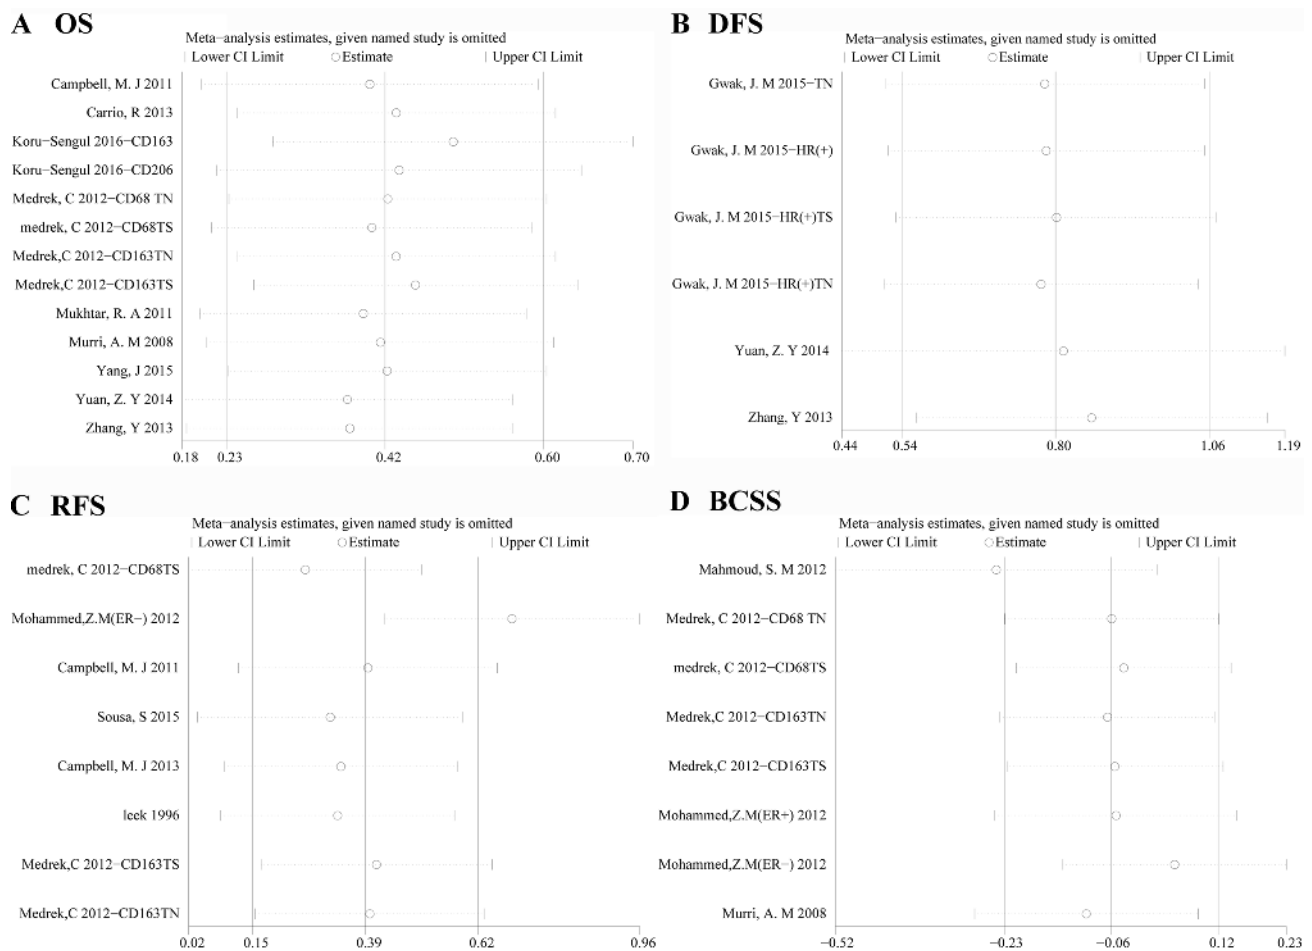 A OS
Meta−analysis estimates, given named study is omitted
Lower CI Limit Estimate Upper CI Limit
Campbell, M. J 2011
Carrio, R 2013
Koru−Sengul 2016−CD163
Koru−Sengul 2016−CD206
Medrek, C 2012−CD68 TN
medrek, C 2012−CD68TS
Medrek,C 2012−CD163TN
Medrek,C 2012−CD163TS
Mukhtar, R. A 2011
Murri, A. M 2008
Yang, J 2015
Yuan, Z. Y 2014
Zhang, Y 2013
0.18 0.23 0.42 0.60 0.70
B DFS
Meta−analysis estimates, given named study is omitted
Lower CI Limit Estimate Upper CI Limit
Gwak, J. M 2015−TN
Gwak, J. M 2015−HR(+)
Gwak, J. M 2015−HR(+)TS
Gwak, J. M 2015−HR(+)TN
Yuan, Z. Y 2014
Zhang, Y 2013
0.44 0.54 0.80 1.06 1.19
C RFS
Meta−analysis estimates, given named study is omitted
Lower CI Limit Estimate Upper CI Limit
medrek, C 2012−CD68TS
Mohammed,Z.M(ER−) 2012
Campbell, M. J 2011
Sousa, S 2015
Campbell, M. J 2013
leek 1996
Medrek,C 2012−CD163TS
Medrek,C 2012−CD163TN
0.02 0.15 0.39 0.62 0.96
D BCSS
Meta−analysis estimates, given named study is omitted
Lower CI Limit Estimate Upper CI Limit
Mahmoud, S. M 2012
Medrek, C 2012−CD68 TN
medrek, C 2012−CD68TS
Medrek,C 2012−CD163TN
Medrek,C 2012−CD163TS
Mohammed,Z.M(ER+) 2012
Mohammed,Z.M(ER−) 2012
Murri, A. M 2008
−0.52 −0.23 −0.06 0.12 0.23